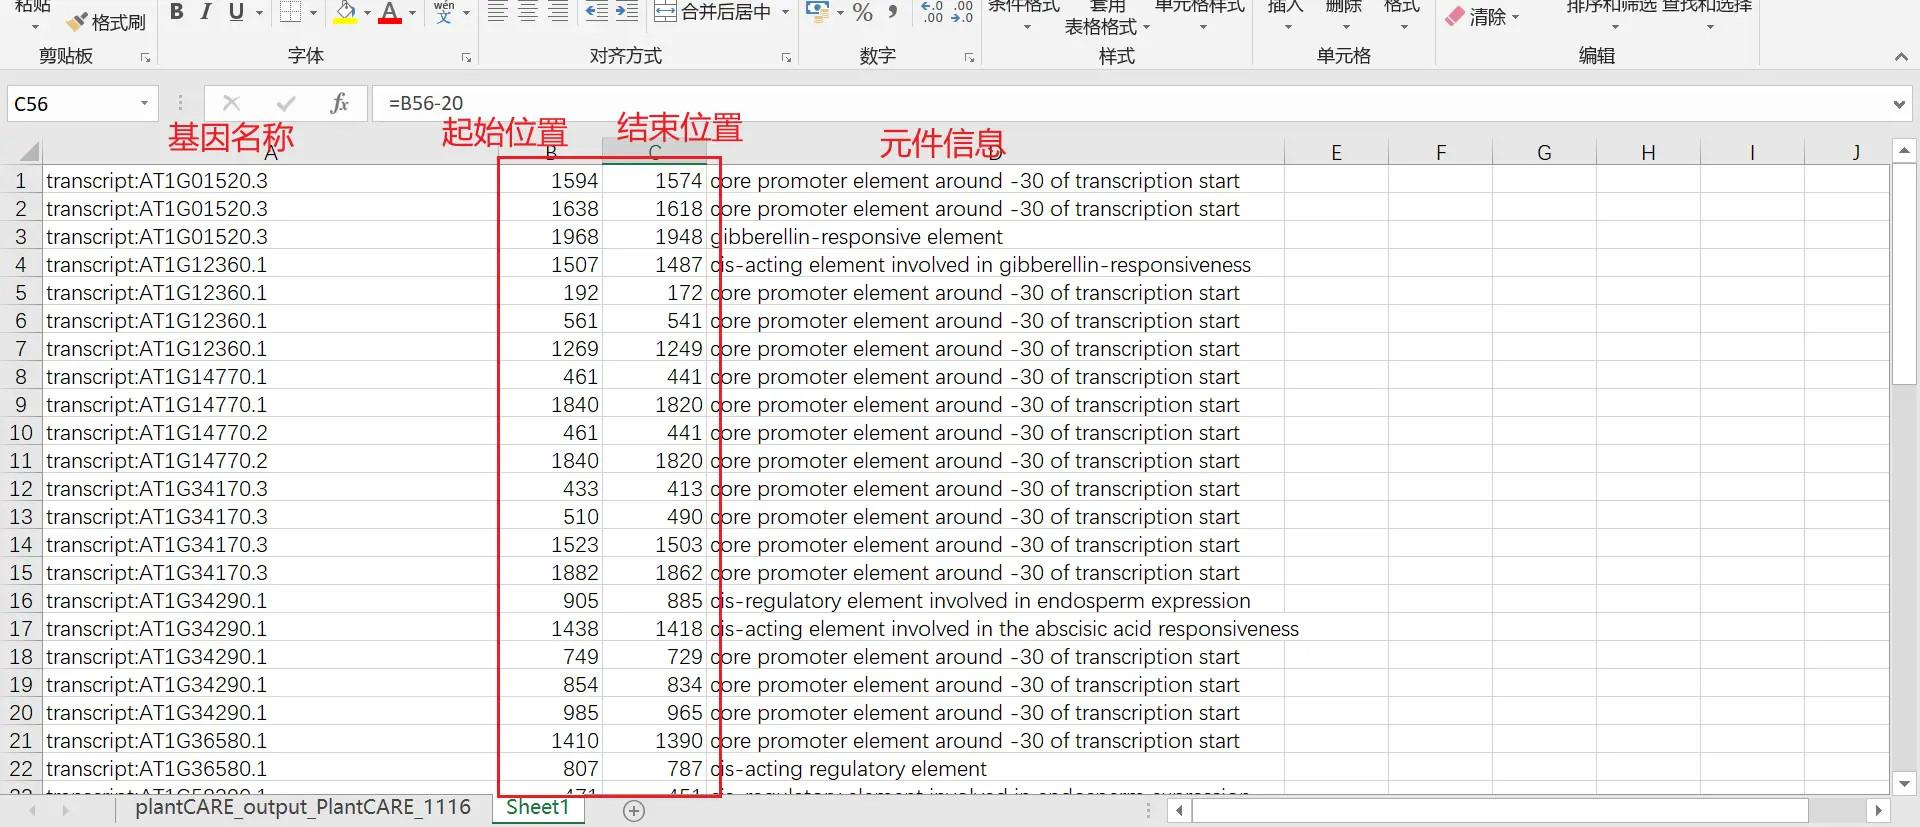 粘贴
格式刷
B I U A wén 文
合并后居中
% , .0 .00 .00 .0
条件格式 套用 单元格样式
表格格式
插入 删除 格式
清除
排序和筛选 查找和选择
剪贴板 字体 对齐方式 数字 样式 单元格 编辑
C56 fx =B56-20
基因名称 起始位置 结束位置 元件信息
A B C D E F G H I J
1 transcript:AT1G01520.3 1594 1574 core promoter element around -30 of transcription start
2 transcript:AT1G01520.3 1638 1618 core promoter element around -30 of transcription start
3 transcript:AT1G01520.3 1968 1948 gibberellin-responsive element
4 transcript:AT1G12360.1 1507 1487 cis-acting element involved in gibberellin-responsiveness
5 transcript:AT1G12360.1 192 172 core promoter element around -30 of transcription start
6 transcript:AT1G12360.1 561 541 core promoter element around -30 of transcription start
7 transcript:AT1G12360.1 1269 1249 core promoter element around -30 of transcription start
8 transcript:AT1G14770.1 461 441 core promoter element around -30 of transcription start
9 transcript:AT1G14770.1 1840 1820 core promoter element around -30 of transcription start
10 transcript:AT1G14770.2 461 441 core promoter element around -30 of transcription start
11 transcript:AT1G14770.2 1840 1820 core promoter element around -30 of transcription start
12 transcript:AT1G34170.3 433 413 core promoter element around -30 of transcription start
13 transcript:AT1G34170.3 510 490 core promoter element around -30 of transcription start
14 transcript:AT1G34170.3 1523 1503 core promoter element around -30 of transcription start
15 transcript:AT1G34170.3 1882 1862 core promoter element around -30 of transcription start
16 transcript:AT1G34290.1 905 885 cis-regulatory element involved in endosperm expression
17 transcript:AT1G34290.1 1438 1418 cis-acting element involved in the abscisic acid responsiveness
18 transcript:AT1G34290.1 749 729 core promoter element around -30 of transcription start
19 transcript:AT1G34290.1 854 834 core promoter element around -30 of transcription start
20 transcript:AT1G34290.1 985 965 core promoter element around -30 of transcription start
21 transcript:AT1G36580.1 1410 1390 core promoter element around -30 of transcription start
22 transcript:AT1G36580.1 807 787 cis-acting regulatory element
plantCARE_output_PlantCARE_1116 Sheet1